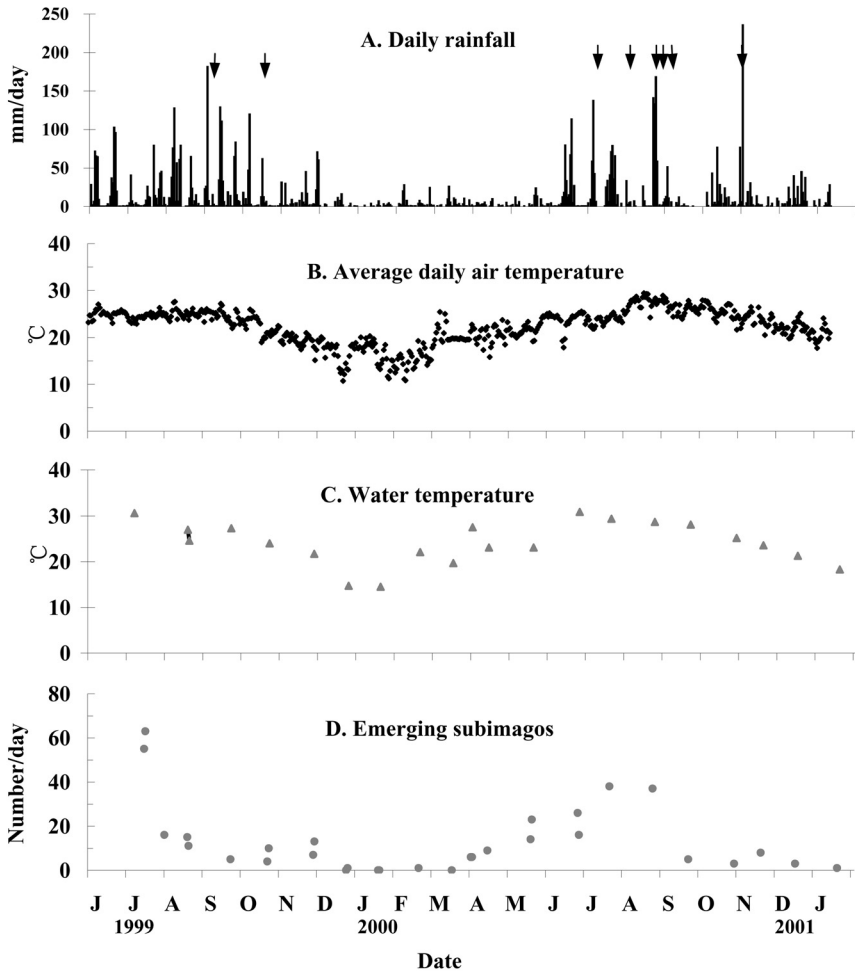 A. Daily rainfall
mm/day
250
200
150
100
50
0
B. Average daily air temperature
℃
40
30
20
10
0
C. Water temperature
℃
40
30
20
10
0
D. Emerging subimagos
Number/day
80
60
40
20
0
J J A S O N D J F M A M J J A S O N D J
1999 2000 2001
Date